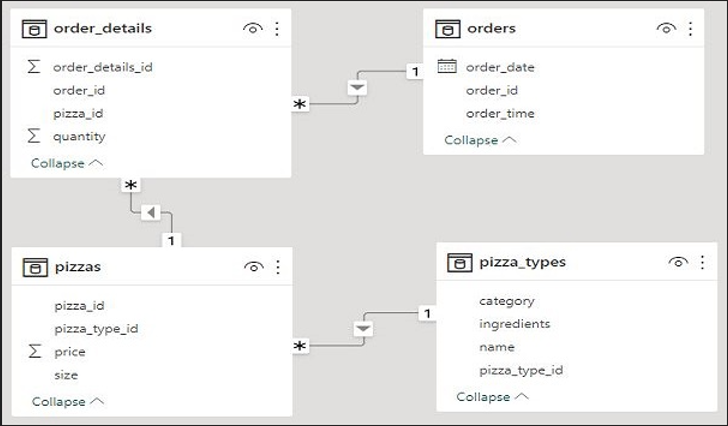 order_details
Σ order_details_id
order_id
pizza_id
Σ quantity
Collapse
orders
order_date
order_id
order_time
Collapse
*
1
*
1
pizzas
pizza_id
pizza_type_id
Σ price
size
Collapse
*
1
pizza_types
category
ingredients
name
pizza_type_id
Collapse